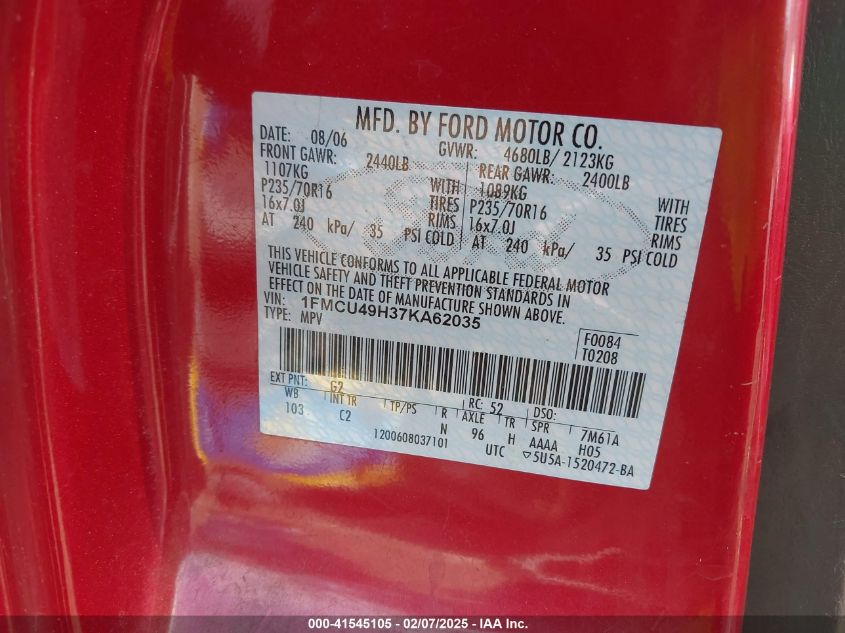 MFD. BY FORD MOTOR CO.
DATE: 08/06 GVWR: 4680LB/ 2123KG
FRONT GAWR: 2440LB REAR GAWR: 2400LB
1107KG WITH 1089KG WITH
P235/70R16 TIRES P235/70R16 TIRES
16x7.0J RIMS 16x7.0J RIMS
AT 240 kPa/ 35 PSI COLD AT 240 kPa/ 35 PSI COLD
THIS VEHICLE CONFORMS TO ALL APPLICABLE FEDERAL MOTOR
VEHICLE SAFETY AND THEFT PREVENTION STANDARDS IN
EFFECT ON THE DATE OF MANUFACTURE SHOWN ABOVE.
VIN: 1FMCU49H37KA62035
TYPE: MPV
F0084
T0208
EXT PNT: G2 RC: 52 DSO:
WB INT TR TP/PS R AXLE TR SPR 7M61A
103 C2 N 96 H AAAA H05
1200608037101 UTC ▽5U5A-1520472-BA
000-41545105 — 02/07/2025 — IAA Inc.